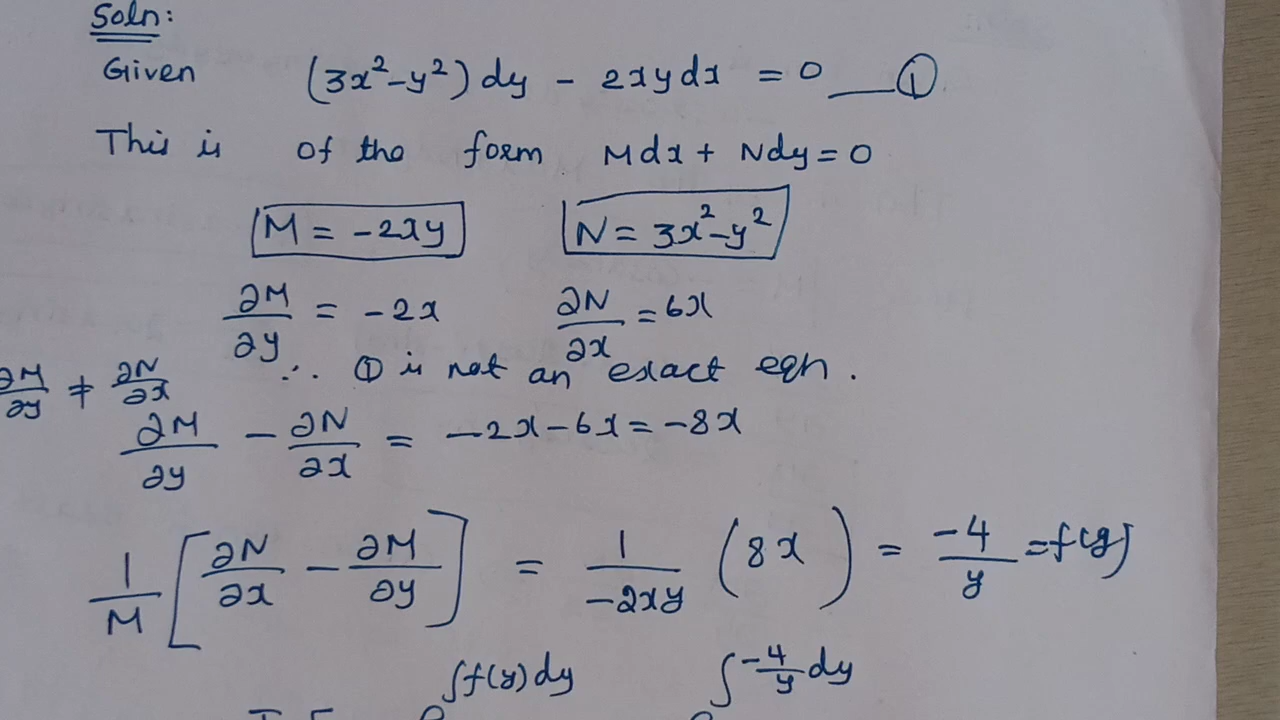 Soln:
Given (3x²-y²) dy - 2xy dx = 0 ___ ①
This is of the form Mdx + Ndy = 0
M = -2xy N = 3x²-y²
∂M/∂y = -2x ∂N/∂x = 6x
∂M/∂y ≠ ∂N/∂x ∴ ① is not an exact eqn.
∂M/∂y - ∂N/∂x = -2x-6x = -8x
1/M [∂N/∂x - ∂M/∂y] = 1/-2xy (8x) = -4/y = f(y)
∫f(y)dy ∫-4/y dy